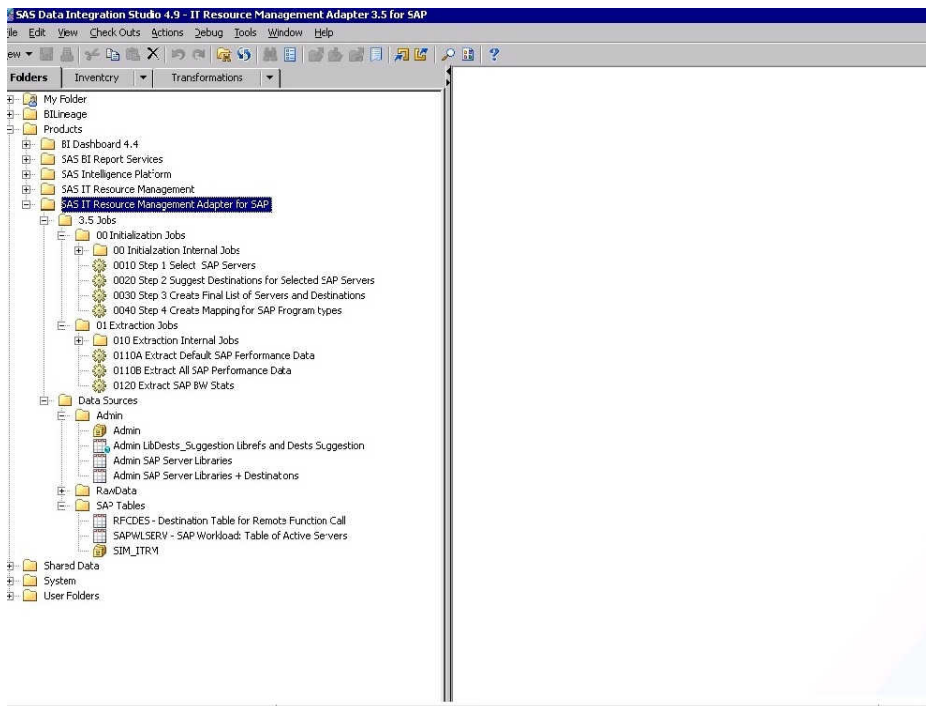 SAS Data Integration Studio 4.9 - IT Resource Management Adapter 3.5 for SAP
ile Edit View Check Outs Actions Debug Tools Window Help
ew
Folders Inventory Transformations
My Folder
BILineage
Products
BI Dashboard 4.4
SAS BI Report Services
SAS Intelligence Platform
SAS IT Resource Management
SAS IT Resource Management Adapter for SAP
3.5 Jobs
00 Initialization Jobs
00 Initialzation Internal Jobs
0010 Step 1 Select SAP Servers
0020 Step 2 Suggest Destinations for Selected SAP Servers
0030 Step 3 Create Final List of Servers and Destinations
0040 Step 4 Create Mapping for SAP Program types
01 Extraction Jobs
010 Extraction Internal Jobs
0110A Extract Default SAP Performance Data
0110B Extract All SAP Performance Data
0120 Extract SAP BW Stats
Data Sources
Admin
Admin
Admin LibDests_Suggestion Librefs and Dests Suggestion
Admin SAP Server Libraries
Admin SAP Server Libraries + Destinations
RawData
SAP Tables
RFCDES - Destination Table for Remote Function Call
SAPWLSERV - SAP Workload: Table of Active Servers
SIM_ITRM
Shared Data
System
User Folders